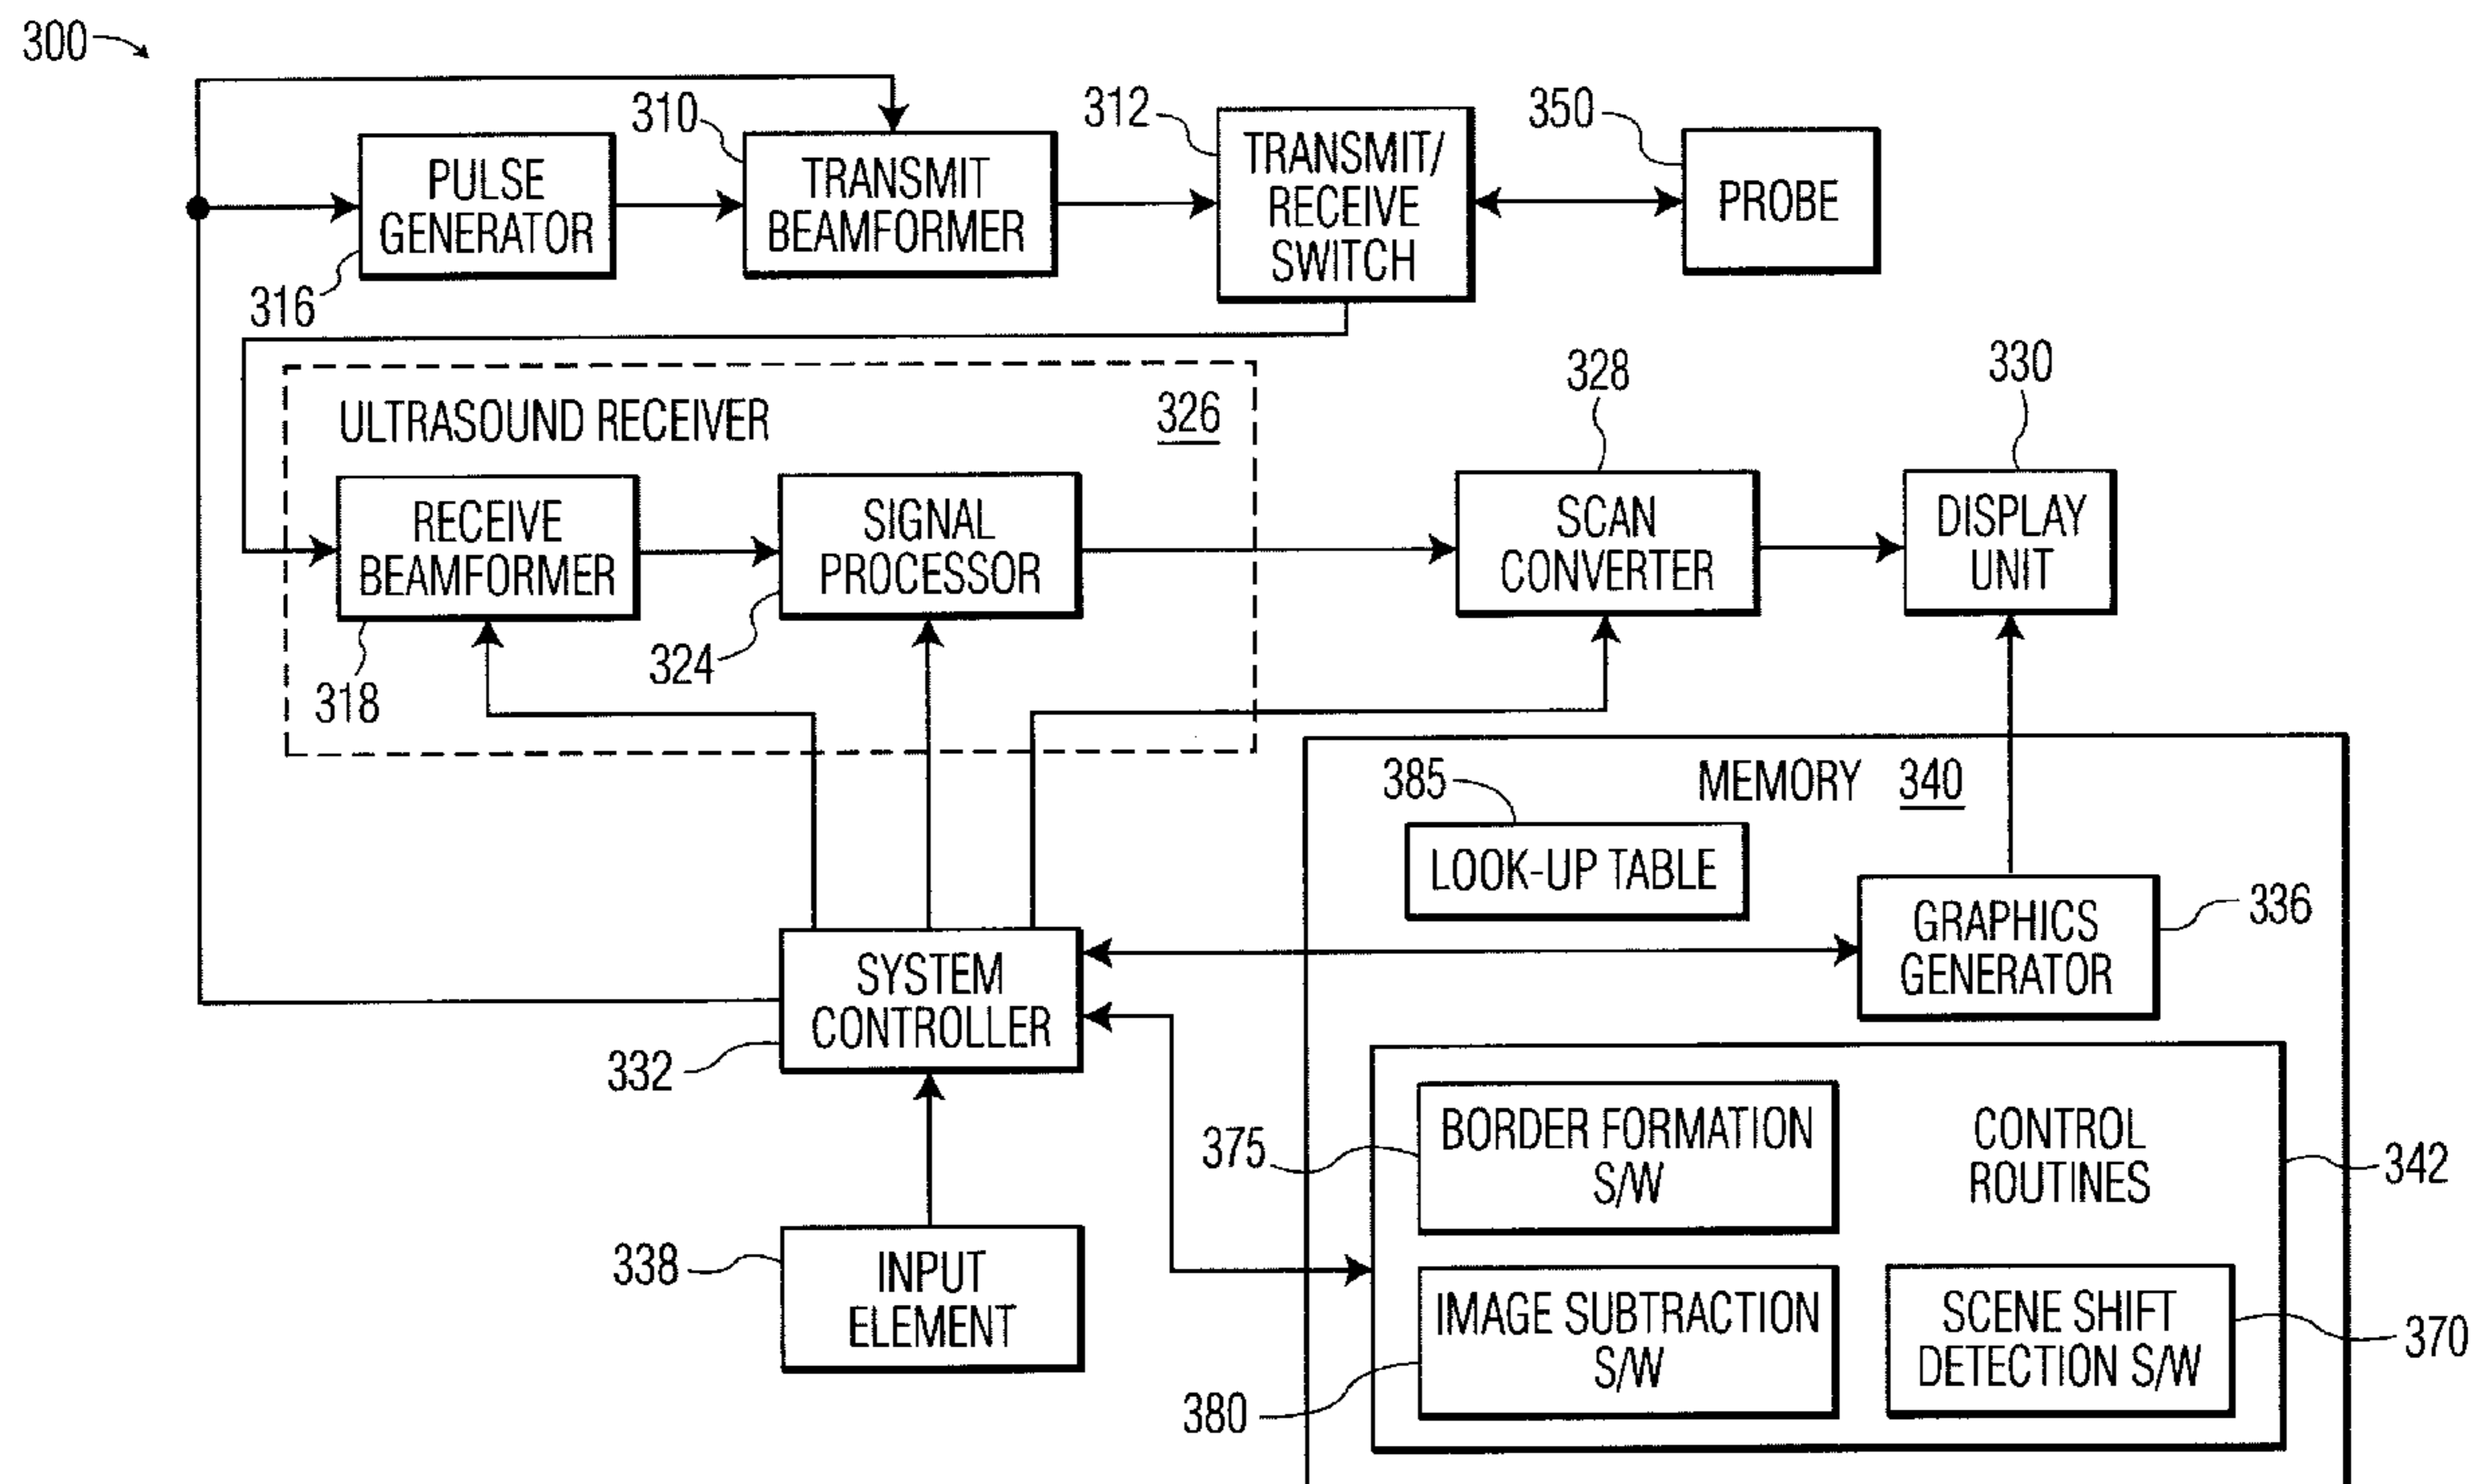 300
310
312
350
PULSE
GENERATOR
TRANSMIT
BEAMFORMER
TRANSMIT/
RECEIVE
SWITCH
PROBE
316
ULTRASOUND RECEIVER
326
328
330
RECEIVE
BEAMFORMER
SIGNAL
PROCESSOR
SCAN
CONVERTER
DISPLAY
UNIT
318
324
MEMORY 340
385
LOOK-UP TABLE
GRAPHICS
GENERATOR
336
SYSTEM
CONTROLLER
332
375
BORDER FORMATION
S/W
CONTROL
ROUTINES
342
338
INPUT
ELEMENT
IMAGE SUBTRACTION
S/W
380
SCENE SHIFT
DETECTION S/W
370